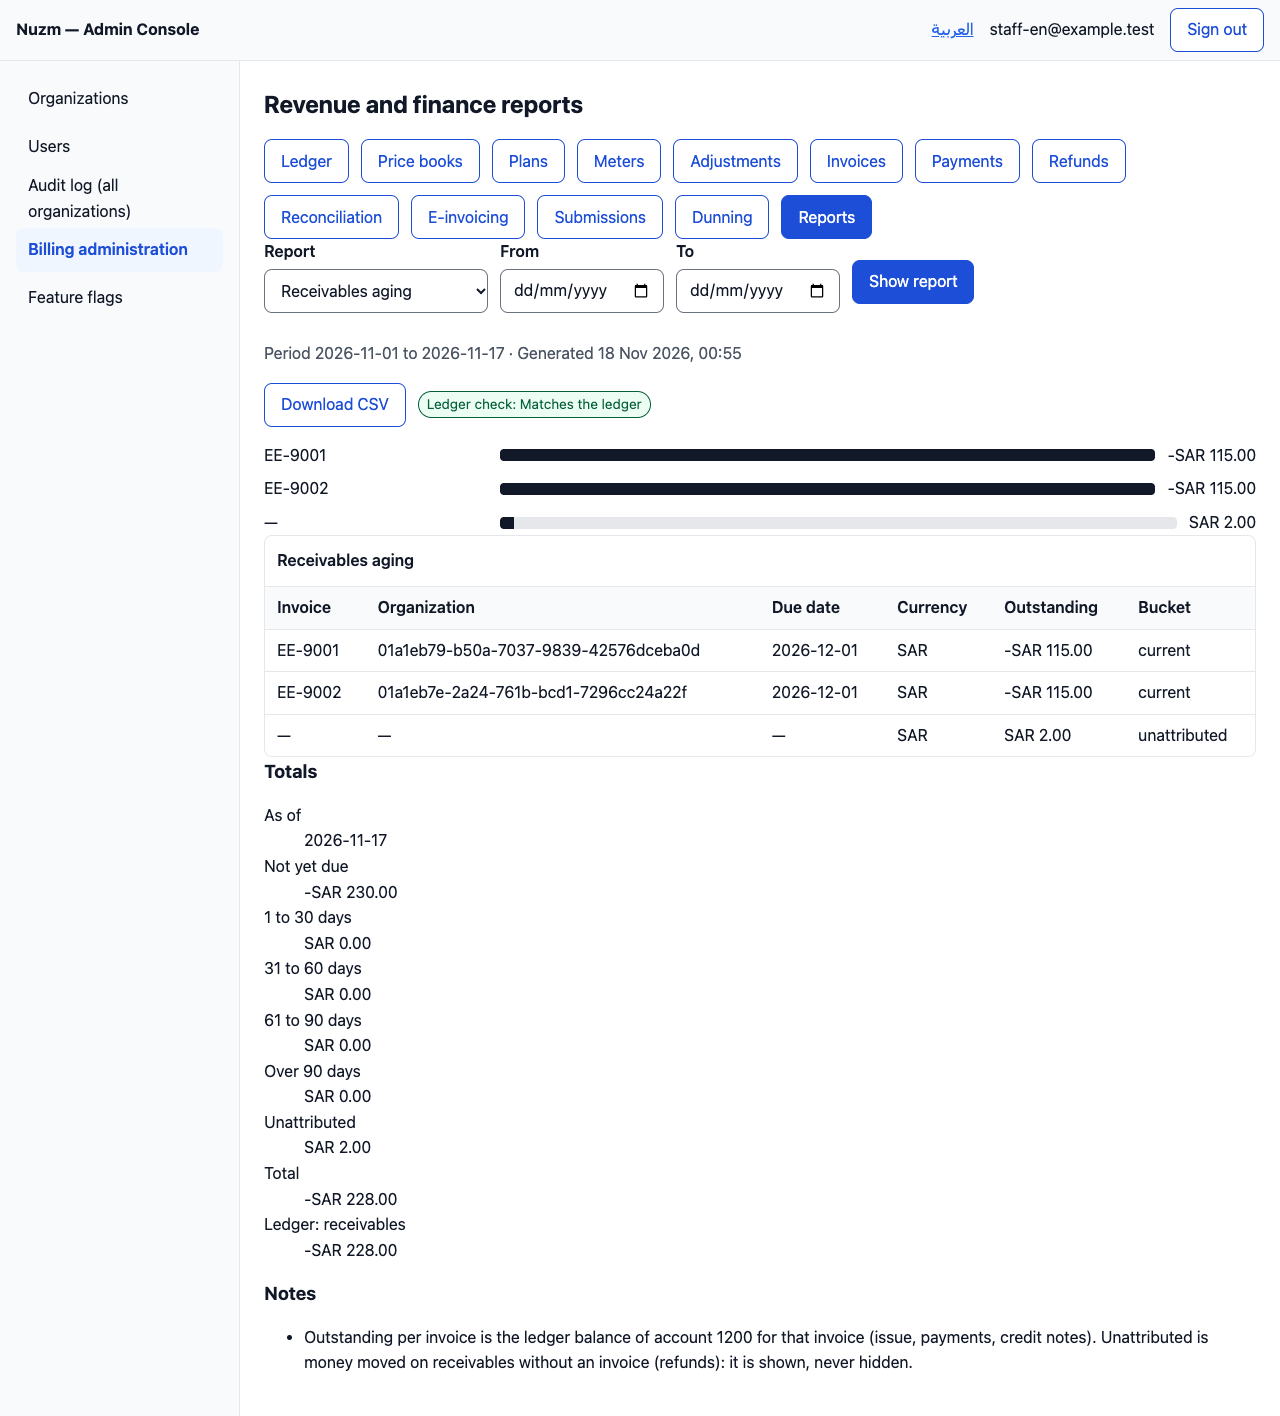 Nuzm — Admin Console
العربية
staff-en@example.test
Sign out
Organizations
Users
Audit log (all
organizations)
Billing administration
Feature flags
Revenue and finance reports
Ledger
Price books
Plans
Meters
Adjustments
Invoices
Payments
Refunds
Reconciliation
E-invoicing
Submissions
Dunning
Reports
Report
From
To
Receivables aging
dd/mm/yyyy
dd/mm/yyyy
Show report
Period 2026-11-01 to 2026-11-17 · Generated 18 Nov 2026, 00:55
Download CSV
Ledger check: Matches the ledger
EE-9001 -SAR 115.00
EE-9002 -SAR 115.00
— SAR 2.00
Receivables aging
Invoice Organization Due date Currency Outstanding Bucket
EE-9001 01a1eb79-b50a-7037-9839-42576dceba0d 2026-12-01 SAR -SAR 115.00 current
EE-9002 01a1eb7e-2a24-761b-bcd1-7296cc24a22f 2026-12-01 SAR -SAR 115.00 current
— — — SAR SAR 2.00 unattributed
Totals
As of
2026-11-17
Not yet due
-SAR 230.00
1 to 30 days
SAR 0.00
31 to 60 days
SAR 0.00
61 to 90 days
SAR 0.00
Over 90 days
SAR 0.00
Unattributed
SAR 2.00
Total
-SAR 228.00
Ledger: receivables
-SAR 228.00
Notes
• Outstanding per invoice is the ledger balance of account 1200 for that invoice (issue, payments, credit notes). Unattributed is
money moved on receivables without an invoice (refunds): it is shown, never hidden.